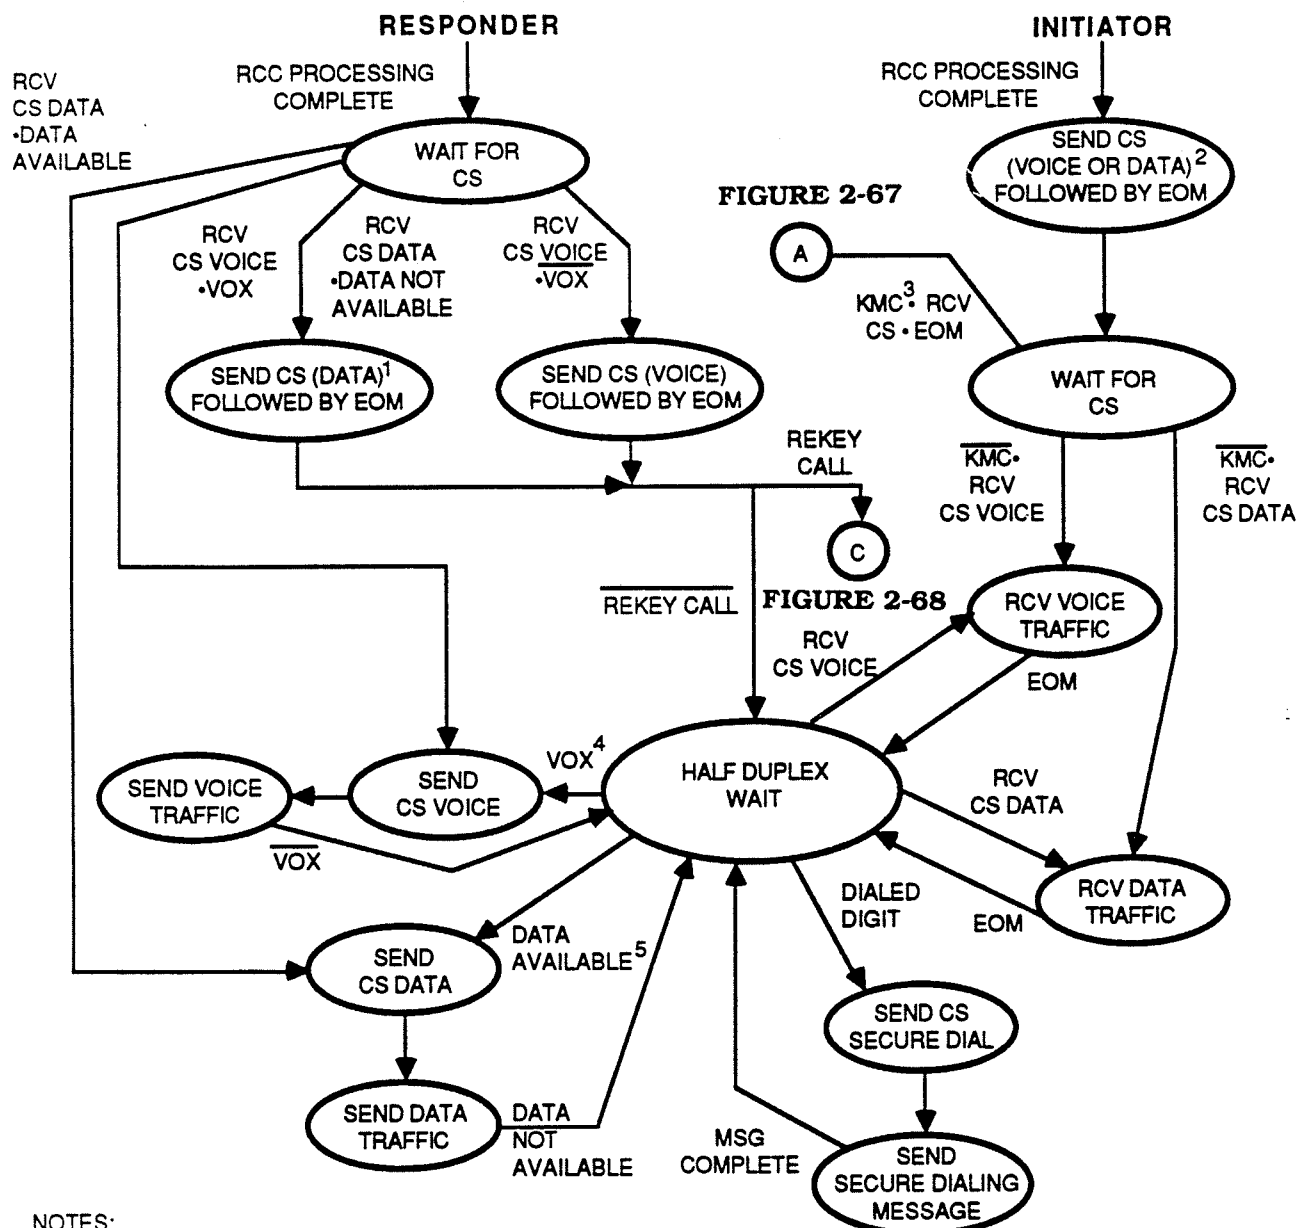 RESPONDER
INITIATOR
RCV
CS DATA
•DATA
AVAILABLE
RCC PROCESSING
COMPLETE
RCC PROCESSING
COMPLETE
WAIT FOR
CS
SEND CS
(VOICE OR DATA)2
FOLLOWED BY EOM
FIGURE 2-67
A
RCV
CS VOICE
•VOX
RCV
CS DATA
•DATA NOT
AVAILABLE
RCV
CS VOICE
•V̅O̅X̅
KMC3• RCV
CS • EOM
SEND CS (DATA)1
FOLLOWED BY EOM
SEND CS (VOICE)
FOLLOWED BY EOM
WAIT FOR
CS
REKEY
CALL
K̅M̅C̅•
RCV
CS VOICE
K̅M̅C̅•
RCV
CS DATA
C
R̅E̅K̅E̅Y̅ C̅A̅L̅L̅
FIGURE 2-68
RCV VOICE
TRAFFIC
RCV
CS VOICE
EOM
SEND VOICE
TRAFFIC
SEND
CS VOICE
VOX4
HALF DUPLEX
WAIT
RCV
CS DATA
V̅O̅X̅
DIALED
DIGIT
EOM
RCV DATA
TRAFFIC
SEND
CS DATA
DATA
AVAILABLE5
SEND CS
SECURE DIAL
SEND DATA
TRAFFIC
DATA
NOT
AVAILABLE
MSG
COMPLETE
SEND
SECURE DIALING
MESSAGE
NOTES: